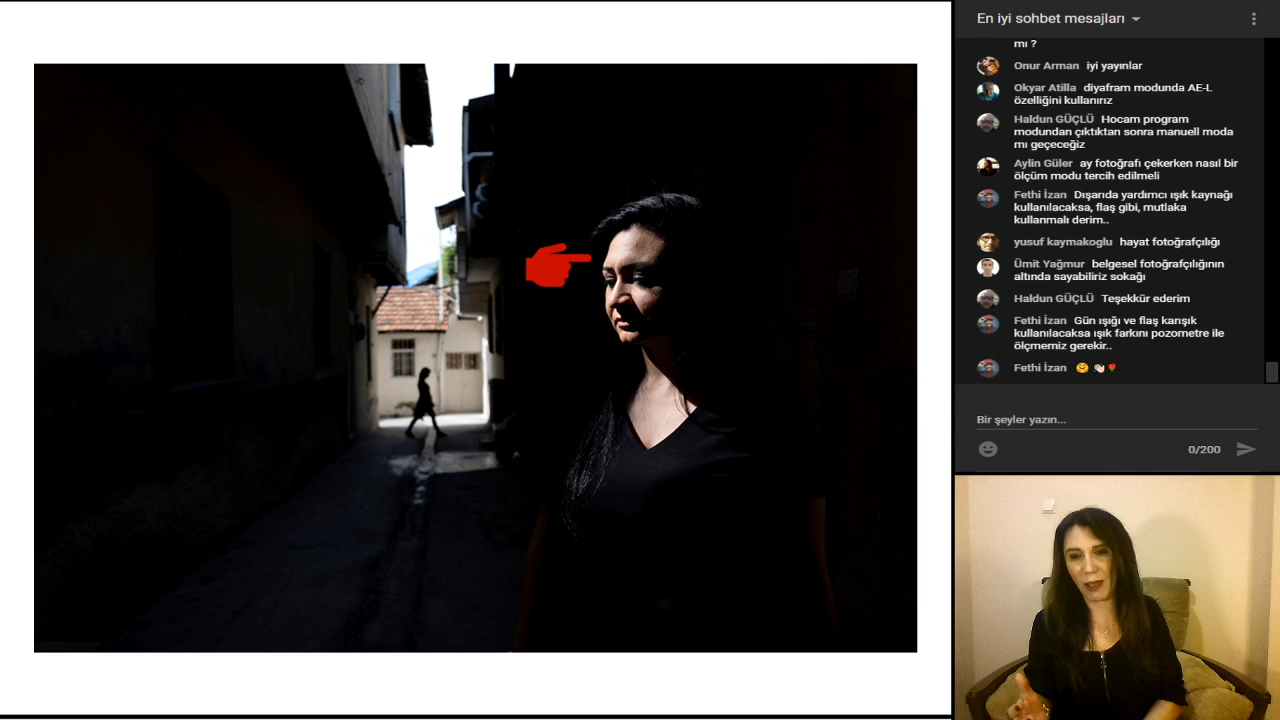 En iyi sohbet mesajları
mı ?
Onur Arman iyi yayınlar
Okyar Atilla diyafram modunda AE-L
özelliğini kullanırız
Haldun GÜÇLÜ Hocam program
modundan çıktıktan sonra manuell moda
mı geçeceğiz
Aylin Güler ay fotoğrafı çekerken nasıl bir
ölçüm modu tercih edilmeli
Fethi İzan Dışarıda yardımcı ışık kaynağı
kullanılacaksa, flaş gibi, mutlaka
kullanmalı derim..
yusuf kaymakoglu hayat fotoğrafçılığı
Ümit Yağmur belgesel fotoğrafçılığının
altında sayabiliriz sokağı
Haldun GÜÇLÜ Teşekkür ederim
Fethi İzan Gün ışığı ve flaş karışık
kullanılacaksa ışık farkını pozometre ile
ölçmemiz gerekir..
Fethi İzan 🤗 👏🏻🌹
Bir şeyler yazın...
0/200